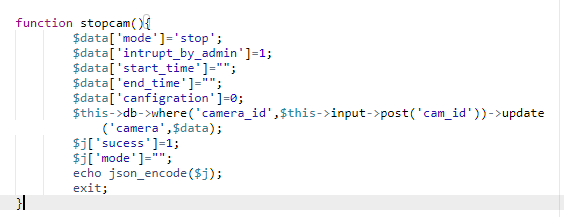 function stopcam(){
$data['mode']='stop';
$data['intrupt_by_admin']=1;
$data['start_time']="";
$data['end_time']="";
$data['canfigration']=0;
$this->db->where('camera_id',$this->input->post('cam_id'))->update
('camera',$data);
$j['sucess']=1;
$j['mode']="";
echo json_encode($j);
exit;
}